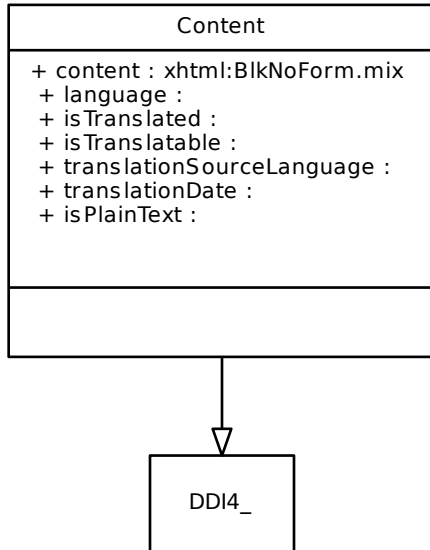 Content
+ content : xhtml:BlkNoForm.mix
+ language :
+ isTranslated :
+ isTranslatable :
+ translationSourceLanguage :
+ translationDate :
+ isPlainText :
DDI4_